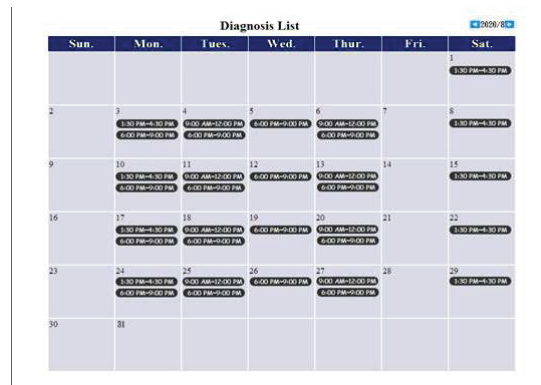 Diagnosis List
2020/8
Sun. Mon. Tues. Wed. Thur. Fri. Sat.
1
1:30 PM~4:30 PM
2 3 4 5 6 7 8
1:30 PM~4:30 PM 9:00 AM~12:00 PM 6:00 PM~9:00 PM 9:00 AM~12:00 PM 1:30 PM~4:30 PM
6:00 PM~9:00 PM 6:00 PM~9:00 PM 6:00 PM~9:00 PM
9 10 11 12 13 14 15
1:30 PM~4:30 PM 9:00 AM~12:00 PM 6:00 PM~9:00 PM 9:00 AM~12:00 PM 1:30 PM~4:30 PM
6:00 PM~9:00 PM 6:00 PM~9:00 PM 6:00 PM~9:00 PM
16 17 18 19 20 21 22
1:30 PM~4:30 PM 9:00 AM~12:00 PM 6:00 PM~9:00 PM 9:00 AM~12:00 PM 1:30 PM~4:30 PM
6:00 PM~9:00 PM 6:00 PM~9:00 PM 6:00 PM~9:00 PM
23 24 25 26 27 28 29
1:30 PM~4:30 PM 9:00 AM~12:00 PM 6:00 PM~9:00 PM 9:00 AM~12:00 PM 1:30 PM~4:30 PM
6:00 PM~9:00 PM 6:00 PM~9:00 PM 6:00 PM~9:00 PM
30 31